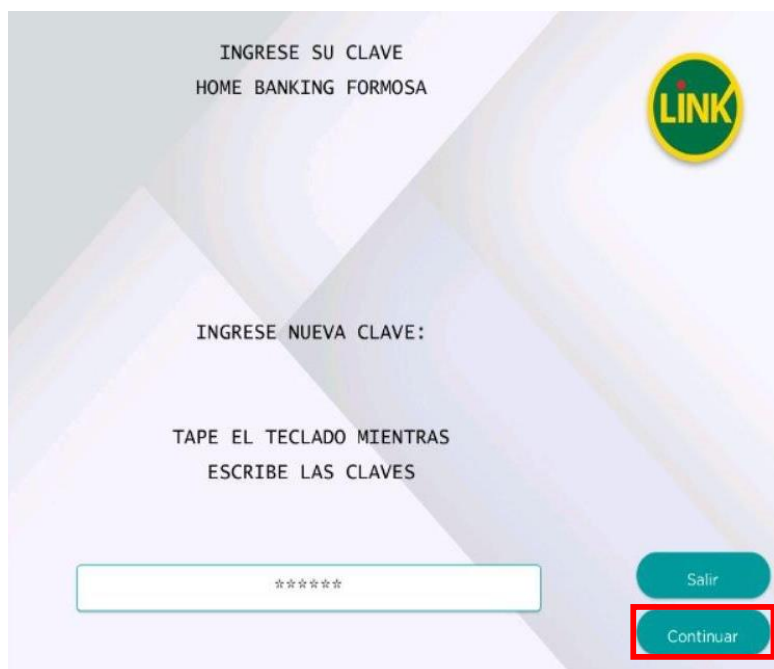 INGRESE SU CLAVE
HOME BANKING FORMOSA
LINK
INGRESE NUEVA CLAVE:
TAPE EL TECLADO MIENTRAS
ESCRIBE LAS CLAVES
******
Salir
Continuar